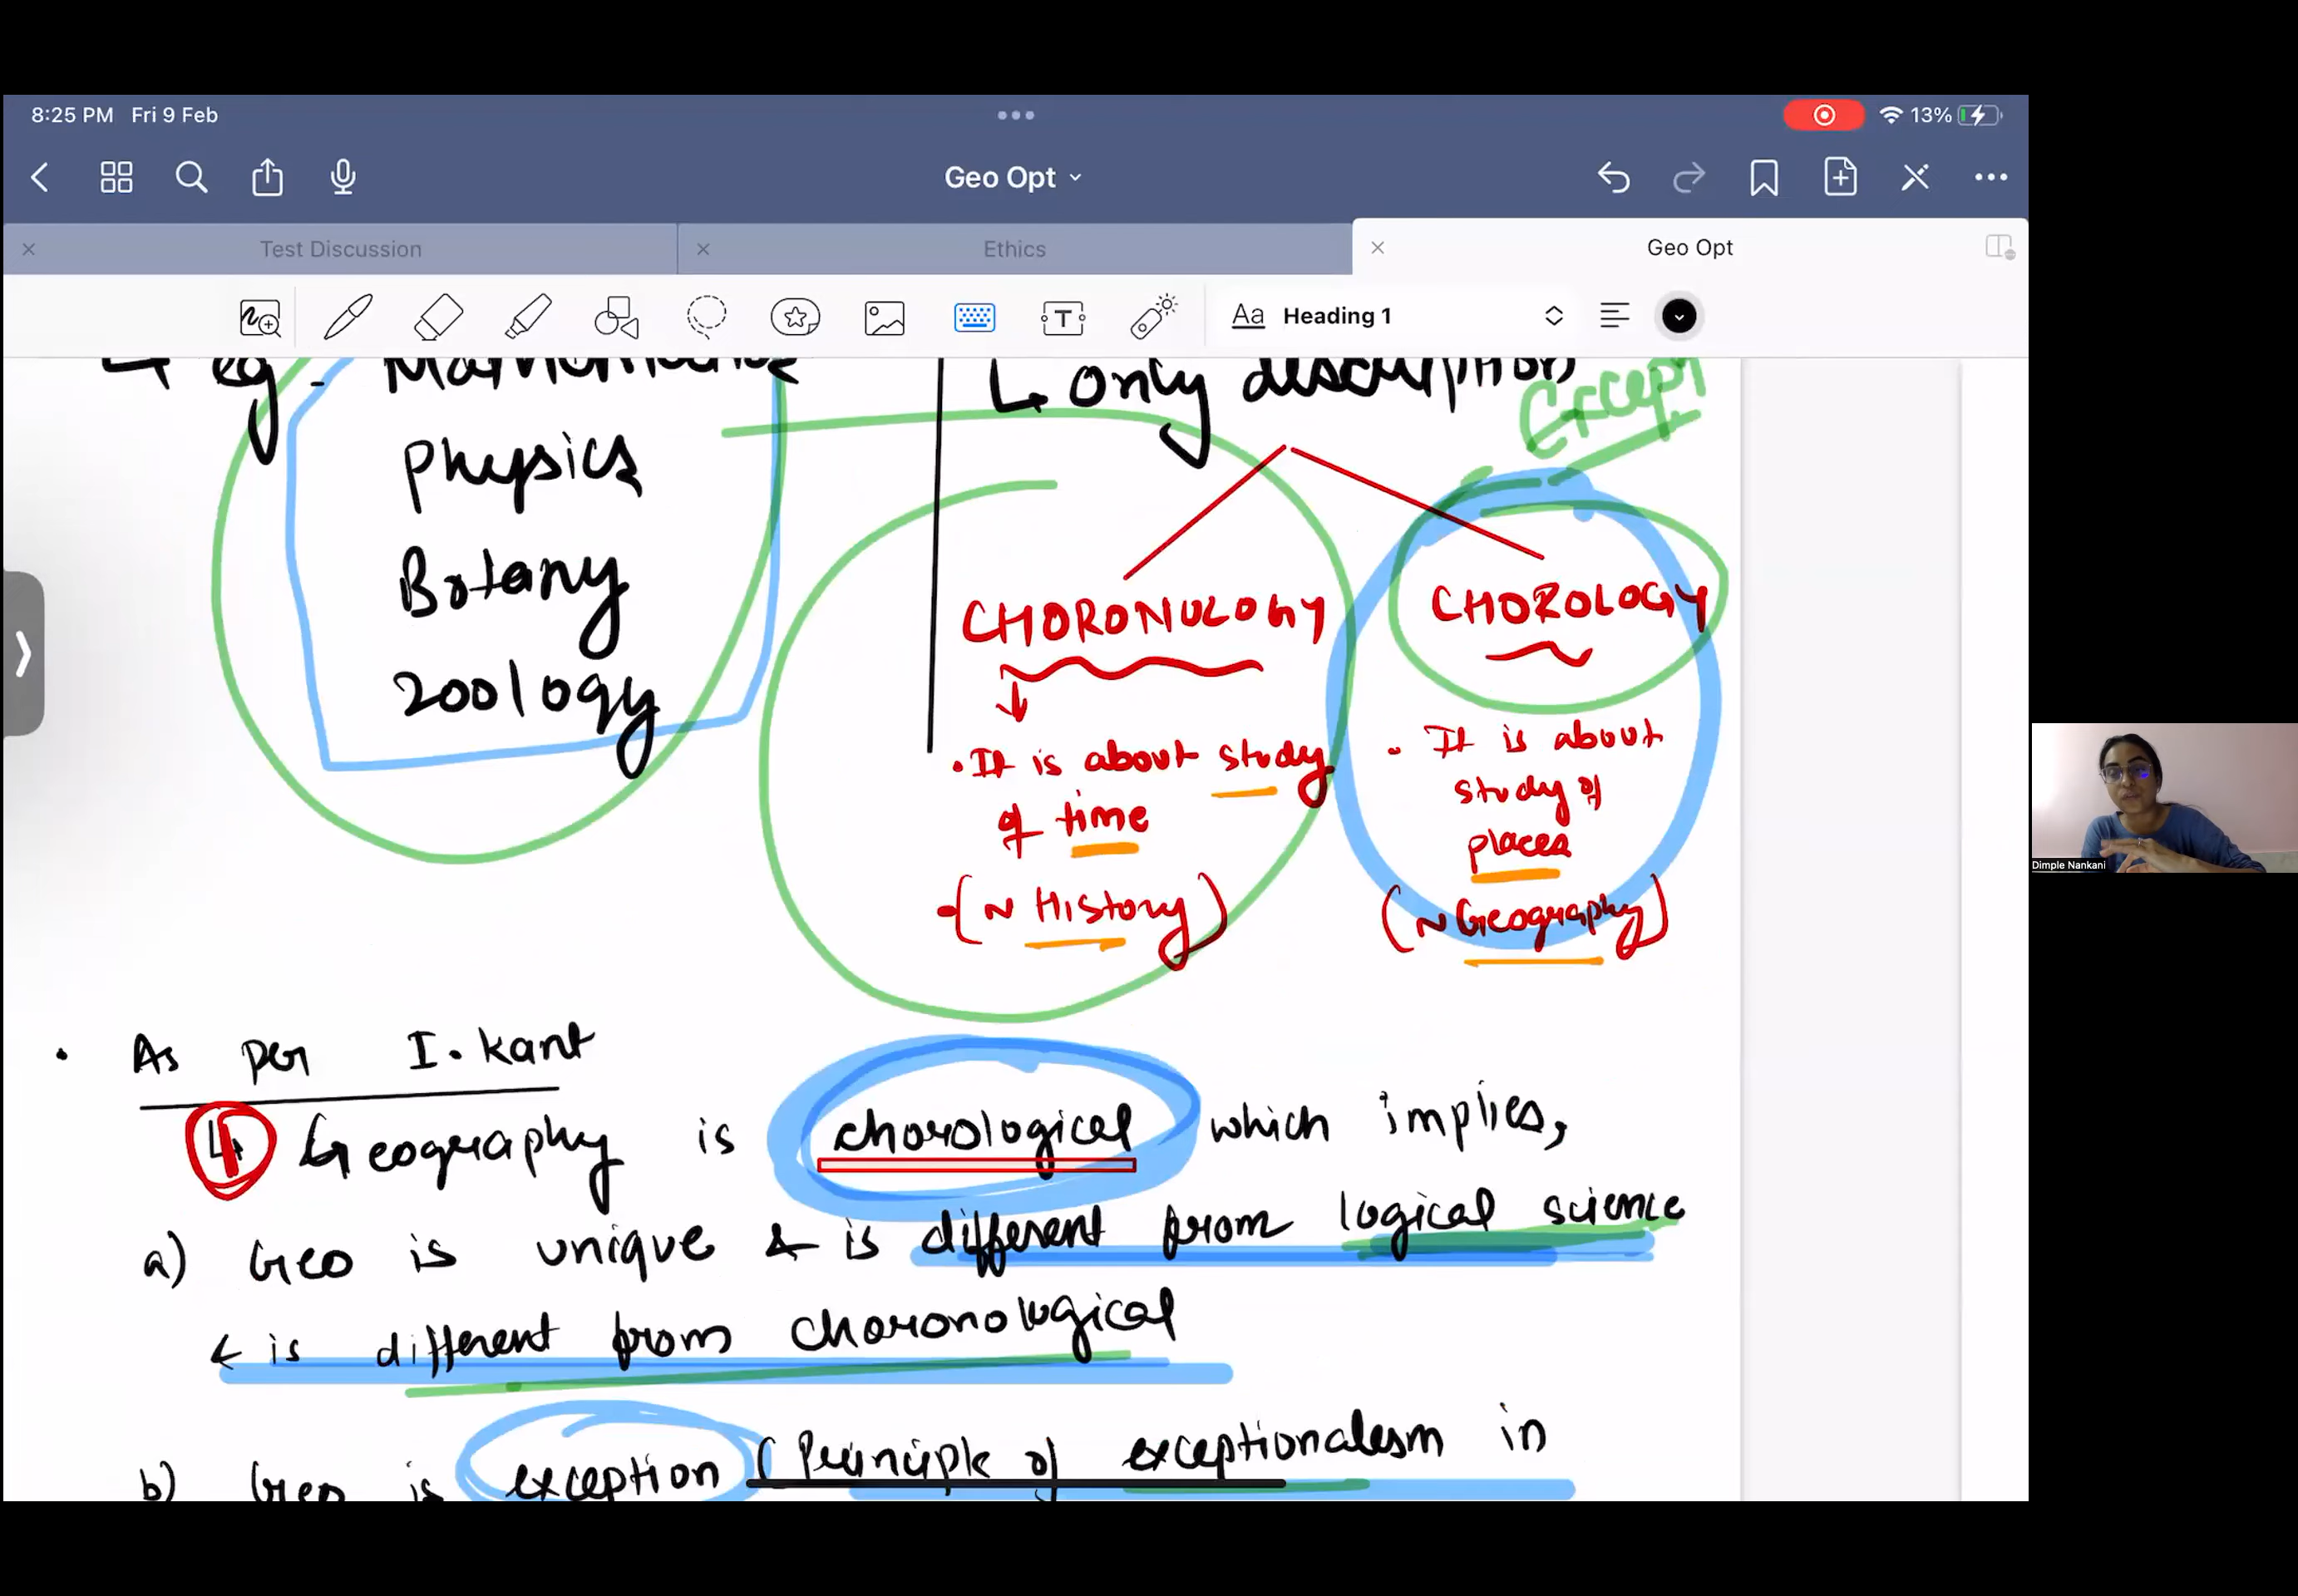 8:25 PM Fri 9 Feb
13%
Geo Opt
Test Discussion
Ethics
Geo Opt
Aa Heading 1
↳ eg - Mathematics
Physics
Botany
Zoology
↳ Only description
Except
CHORONOLOGY
↓
• It is about study
of time
• (~ History)
CHOROLOGY
• It is about
study of
places
(~ Geography)
Dimple Nankani
• As per I. Kant
↳ Geography is chorological which implies,
a) Geo is unique & is different from logical science
& is different from choronological
b) Geo is exception (Principle of exceptionalism in